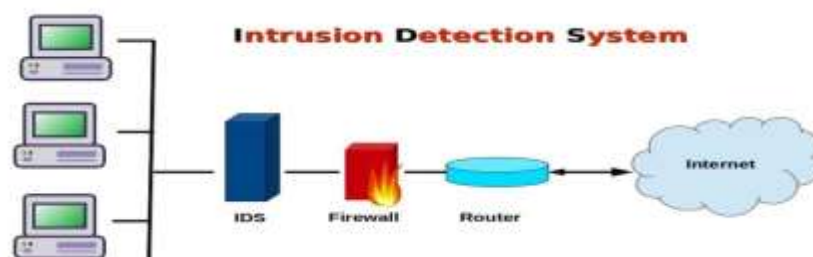 Intrusion Detection System
Internet
IDS Firewall Router